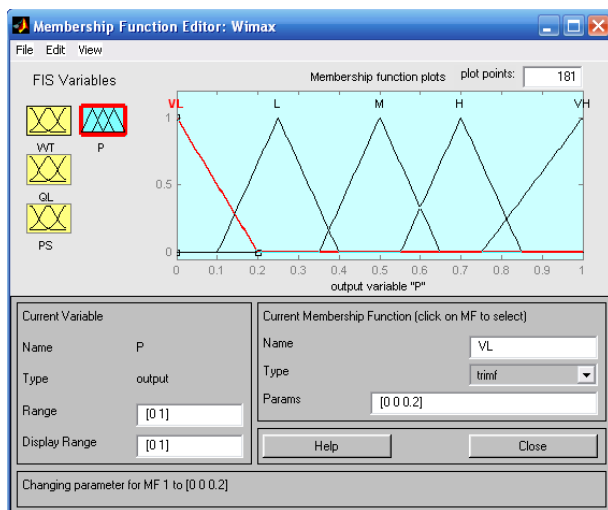 Membership Function Editor: Wimax
File Edit View
FIS Variables
WT P
QL
PS
Membership function plots plot points: 181
VL L M H VH
1
0.5
0
0 0.1 0.2 0.3 0.4 0.5 0.6 0.7 0.8 0.9 1
output variable "P"
Current Variable
Name P
Type output
Range [0 1]
Display Range [0 1]
Current Membership Function (click on MF to select)
Name VL
Type trimf
Params [0 0 0.2]
Help Close
Changing parameter for MF 1 to [0 0 0.2]